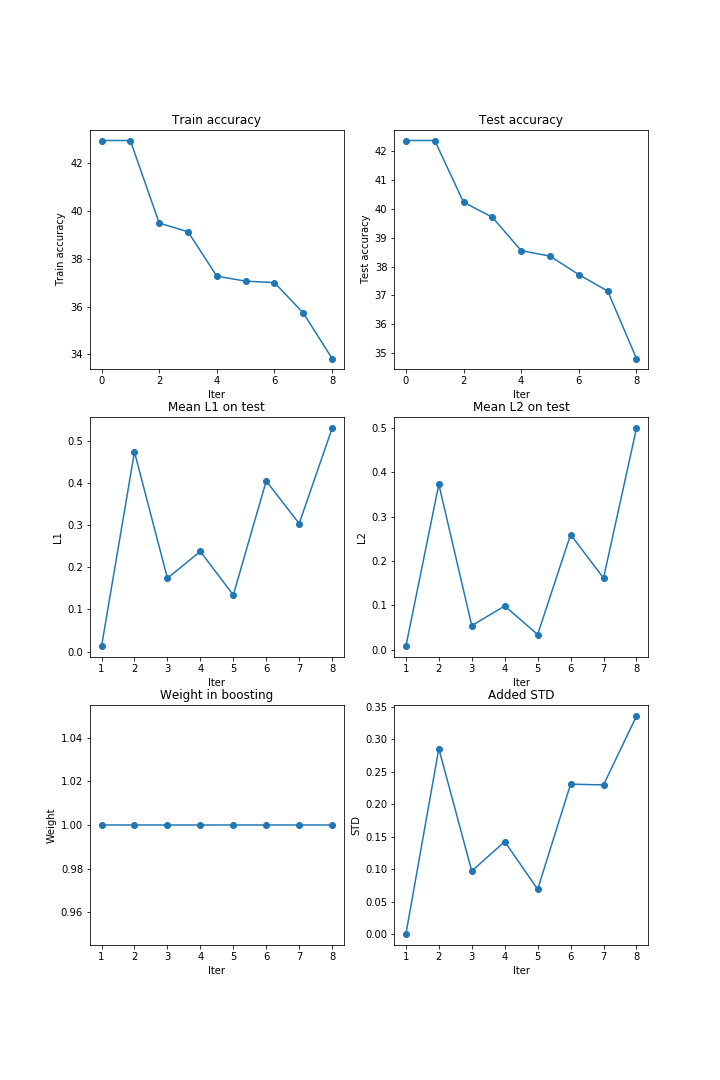 Train accuracy
Train accuracy
42
40
38
36
34
0 2 4 6 8
Iter
Test accuracy
Test accuracy
42
41
40
39
38
37
36
35
0 2 4 6 8
Iter
Mean L1 on test
L1
0.5
0.4
0.3
0.2
0.1
0.0
1 2 3 4 5 6 7 8
Iter
Mean L2 on test
L2
0.5
0.4
0.3
0.2
0.1
0.0
1 2 3 4 5 6 7 8
Iter
Weight in boosting
Weight
1.04
1.02
1.00
0.98
0.96
1 2 3 4 5 6 7 8
Iter
Added STD
STD
0.35
0.30
0.25
0.20
0.15
0.10
0.05
0.00
1 2 3 4 5 6 7 8
Iter